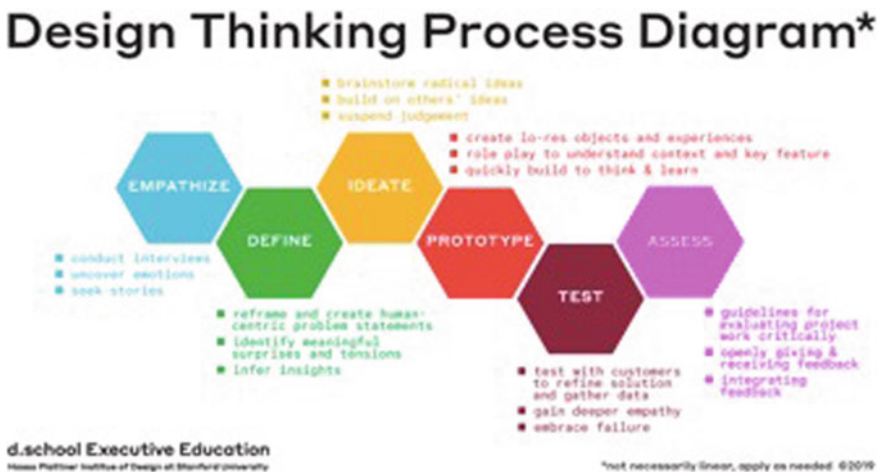 Design Thinking Process Diagram*
brainstorm radical ideas
build on others' ideas
suspend judgement
create lo-res objects and experiences
role play to understand context and key feature
quickly build to think & learn
EMPATHIZE
IDEATE
DEFINE
PROTOTYPE
ASSESS
TEST
conduct interviews
uncover emotions
seek stories
reframe and create human-
centric problem statements
identify meaningful
surprises and tensions
infer insights
guidelines for
evaluating project
work critically
openly giving &
receiving feedback
integrating
feedback
test with customers
to refine solution
and gather data
gain deeper empathy
embrace failure
d.school Executive Education
Hasso Plattner Institue of Design at Stanford University
*not necessarily linear, apply as needed ©2019